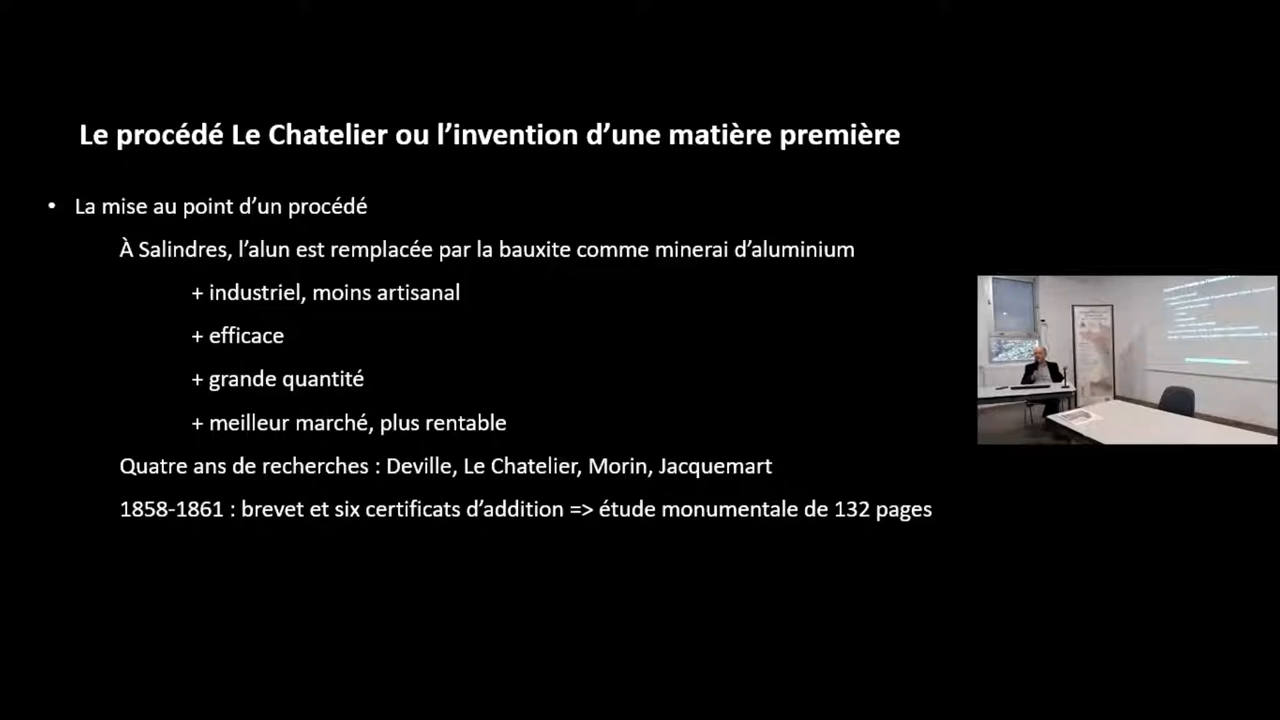 Le procédé Le Chatelier ou l’invention d’une matière première
• La mise au point d’un procédé
À Salindres, l’alun est remplacée par la bauxite comme minerai d’aluminium
+ industriel, moins artisanal
+ efficace
+ grande quantité
+ meilleur marché, plus rentable
Quatre ans de recherches : Deville, Le Chatelier, Morin, Jacquemart
1858-1861 : brevet et six certificats d’addition => étude monumentale de 132 pages